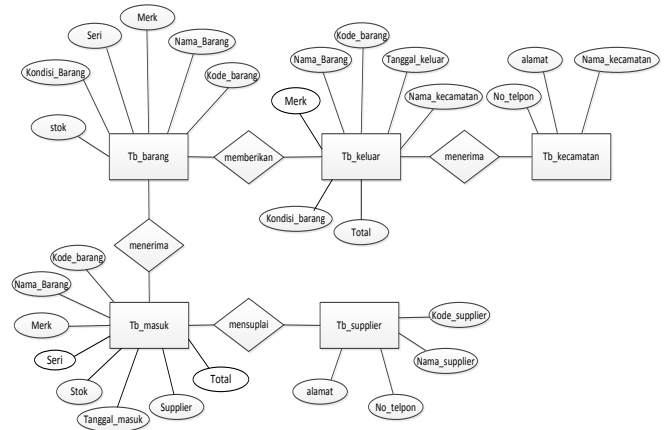 Merk
Seri
Nama_Barang
Kondisi_Barang
Kode_barang
stok
Tb_barang
memberikan
Kode_barang
Nama_Barang
Tanggal_keluar
Merk
Nama_kecamatan
Tb_keluar
Kondisi_barang
Total
menerima
alamat
Nama_kecamatan
No_telpon
Tb_kecamatan
menerima
Kode_barang
Nama_Barang
Merk
Seri
Stok
Tanggal_masuk
Supplier
Total
Tb_masuk
mensuplai
Tb_supplier
Kode_supplier
Nama_supplier
alamat
No_telpon